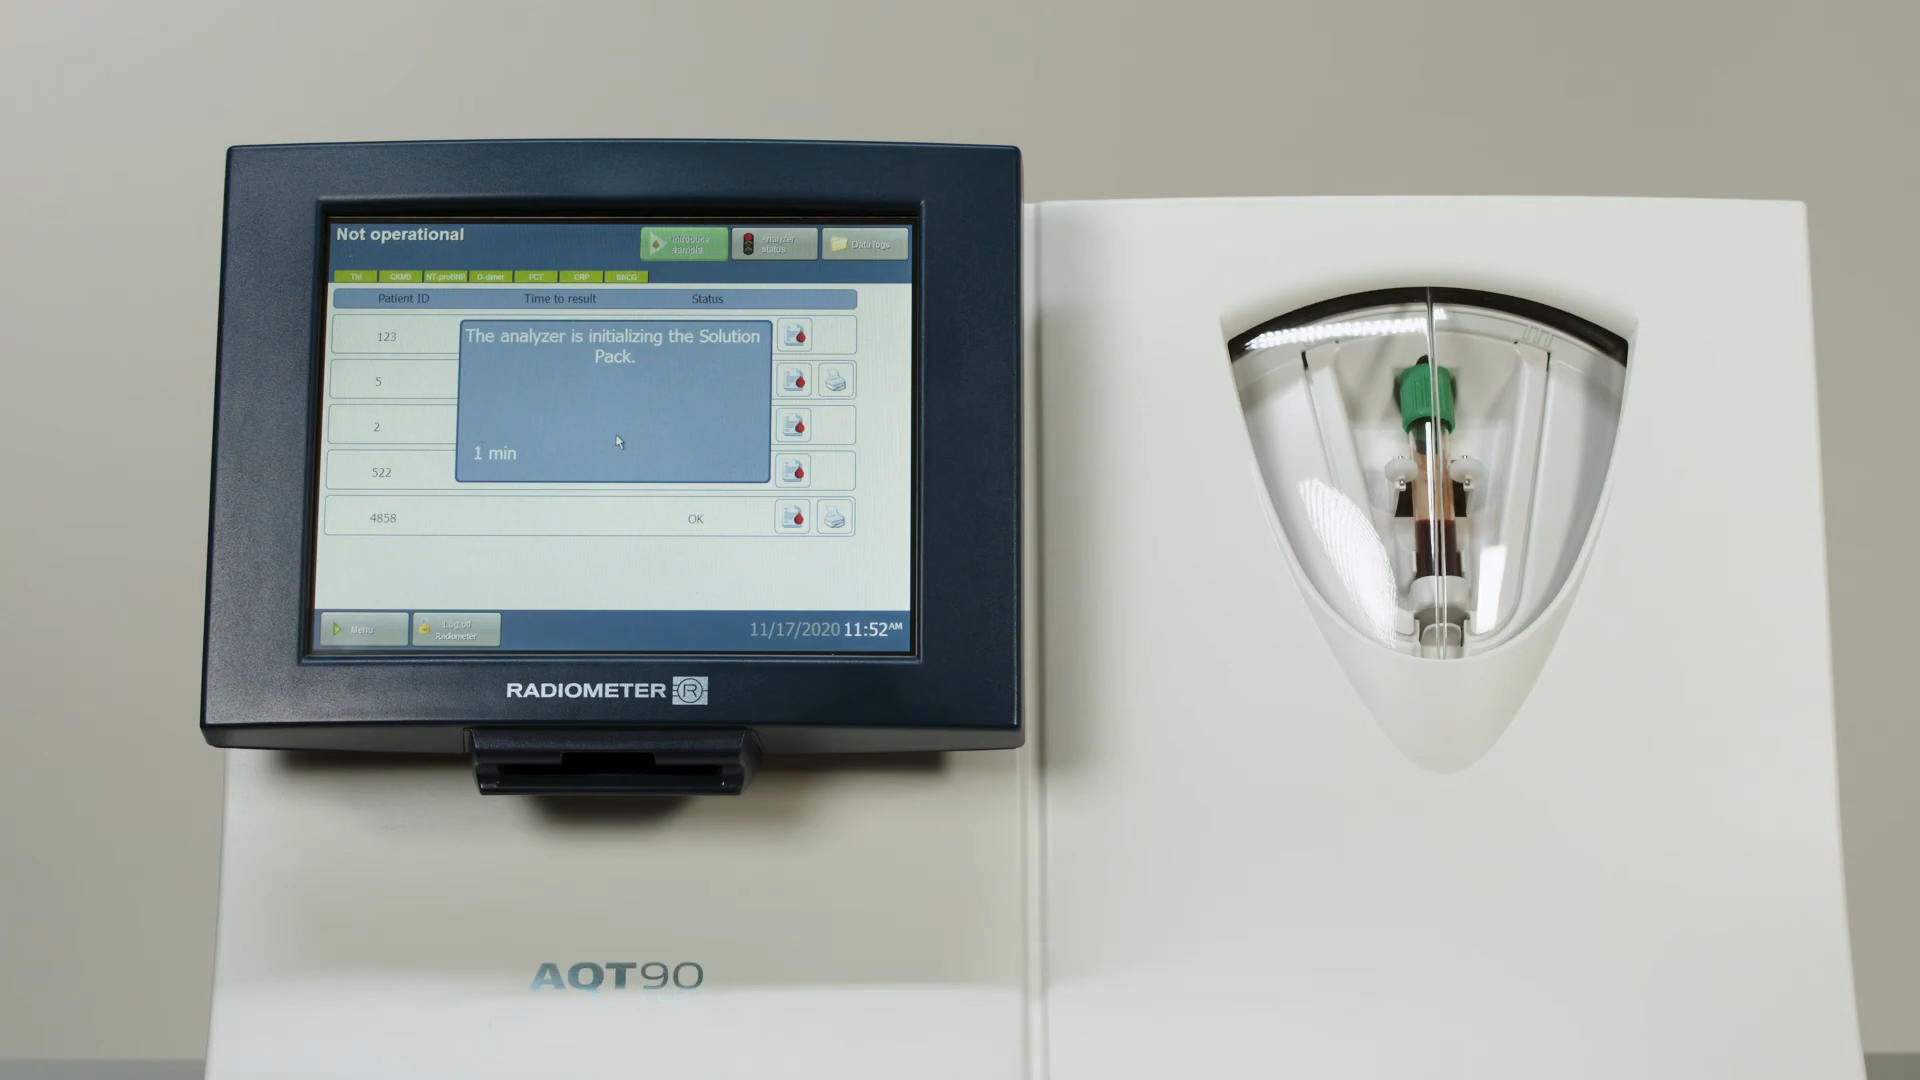 Not operational
Introduce
sample
Analyzer
status
Data logs
TnI CKMB NT-proBNP D-dimer PCT CRP βhCG
Patient ID Time to result Status
123
The analyzer is initializing the Solution
Pack.
5
2
1 min
522
4858 OK
Menu
Log off
Radiometer
11/17/2020 11:52AM
RADIOMETER R
AQT90